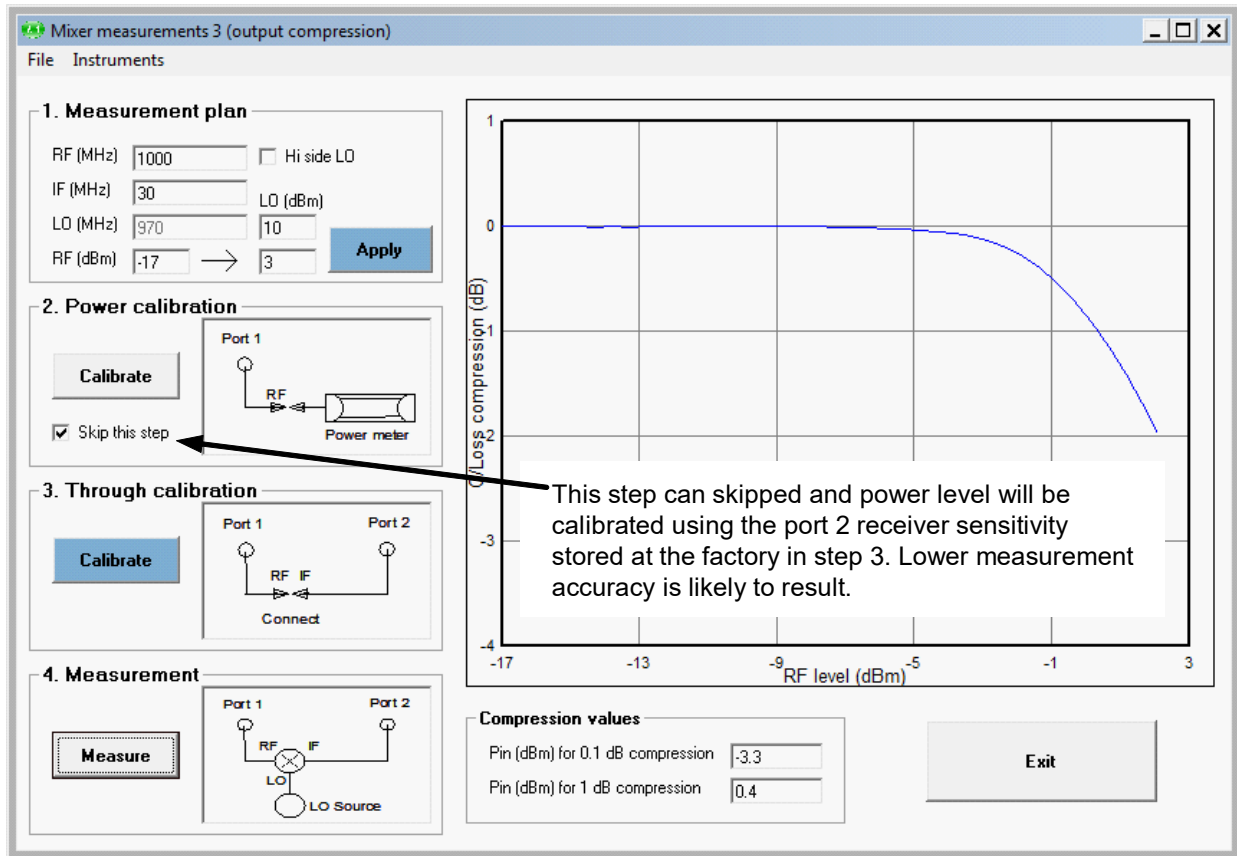 Mixer measurements 3 (output compression)
File Instruments
1. Measurement plan
RF (MHz) 1000 Hi side LO
IF (MHz) 30
LO (dBm)
LO (MHz) 970 10
RF (dBm) -17 3
Apply
2. Power calibration
Calibrate
Skip this step
Port 1
RF
Power meter
3. Through calibration
Calibrate
Port 1 Port 2
RF IF
Connect
4. Measurement
Measure
Port 1 Port 2
RF IF
LO
LO Source
/Loss compression (dB)
1
0
-1
-2
-3
-4
-17 -13 -9 -5 -1 3
RF level (dBm)
This step can skipped and power level will be
calibrated using the port 2 receiver sensitivity
stored at the factory in step 3. Lower measurement
accuracy is likely to result.
Compression values
Pin (dBm) for 0.1 dB compression -3.3
Pin (dBm) for 1 dB compression 0.4
Exit